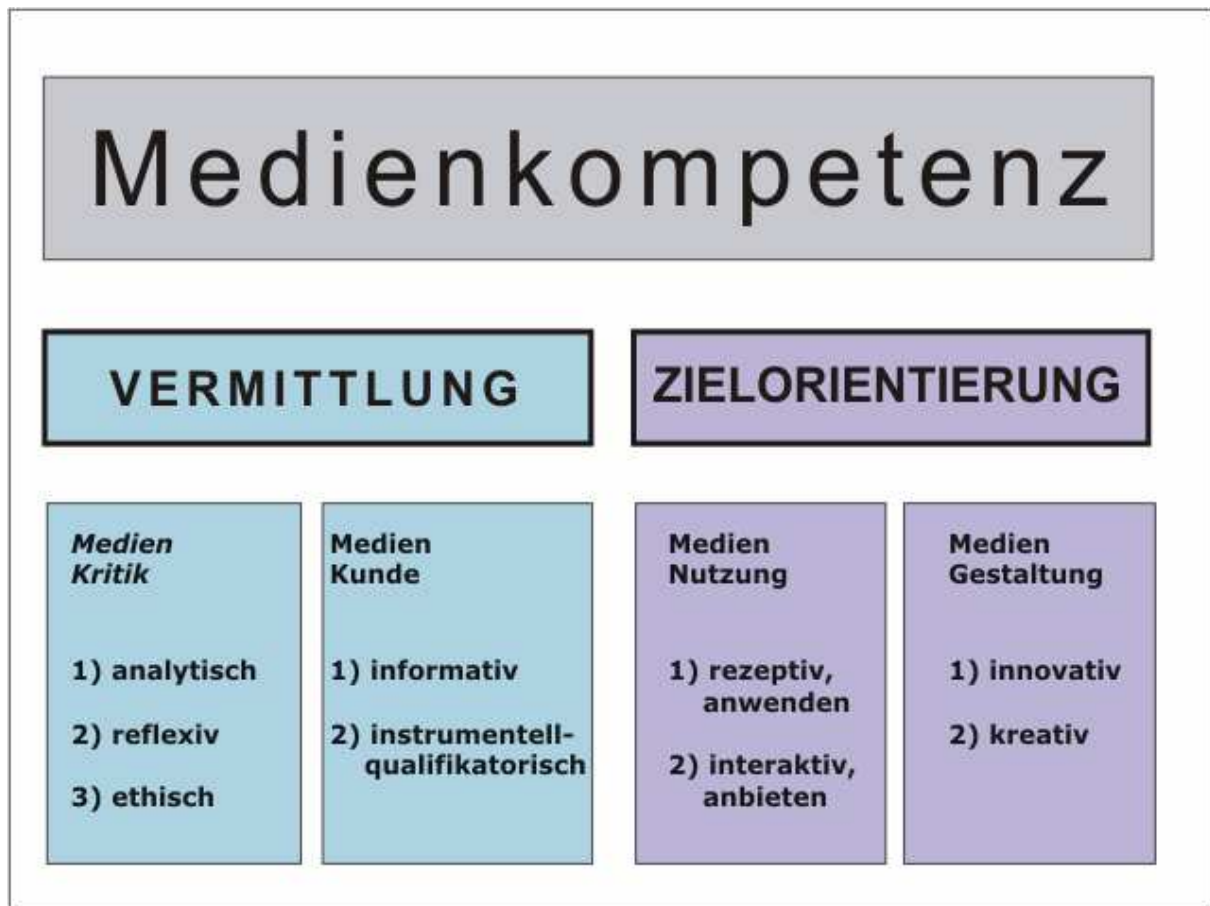 Medienkompetenz
VERMITTLUNG
ZIELORIENTIERUNG
Medien
Kritik
1) analytisch
2) reflexiv
3) ethisch
Medien
Kunde
1) informativ
2) instrumentell-
qualifikatorisch
Medien
Nutzung
1) rezeptiv,
anwenden
2) interaktiv,
anbieten
Medien
Gestaltung
1) innovativ
2) kreativ